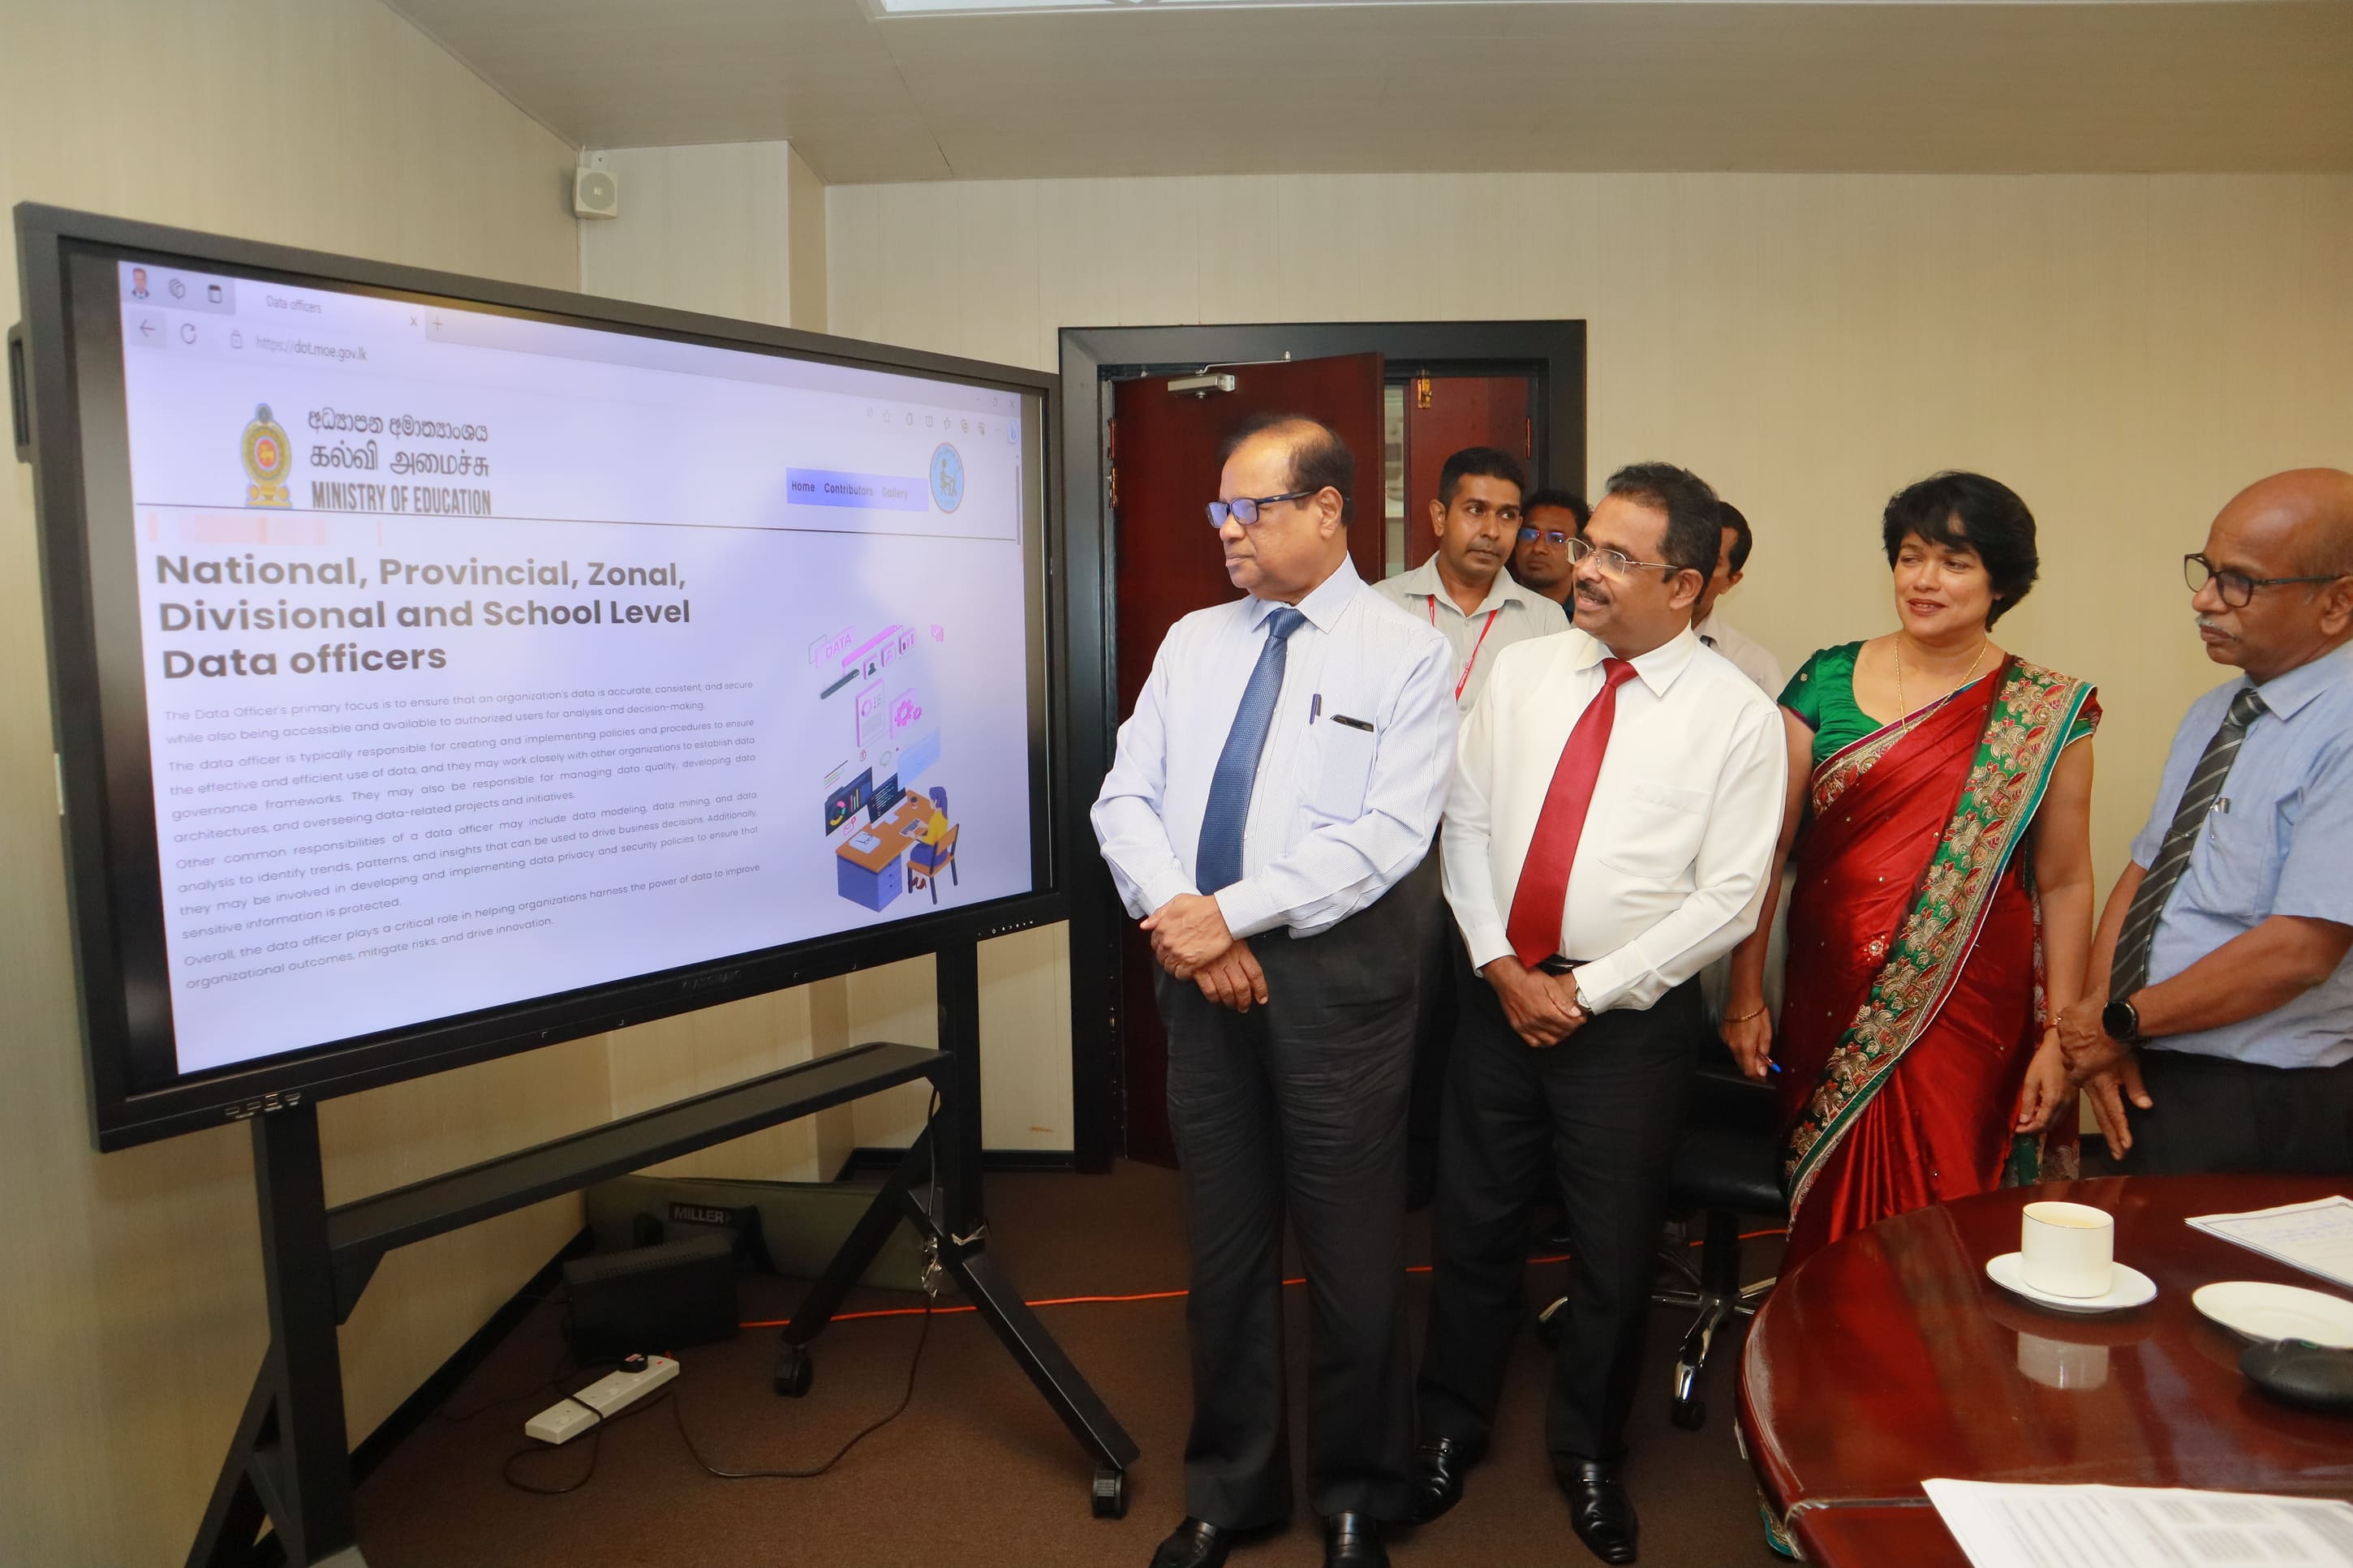 Data officers
https://dot.moe.gov.lk
අධ්‍යාපන අමාත්‍යාංශය
கல்வி அமைச்சு
MINISTRY OF EDUCATION
Home Contributors Gallery
National, Provincial, Zonal,
Divisional and School Level
Data officers
The Data Officer's primary focus is to ensure that an organization's data is accurate, consistent, and secure
while also being accessible and available to authorized users for analysis and decision-making.
The data officer is typically responsible for creating and implementing policies and procedures to ensure
the effective and efficient use of data, and they may work closely with other organizations to establish data
governance frameworks. They may also be responsible for managing data quality, developing data
architectures, and overseeing data-related projects and initiatives.
Other common responsibilities of a data officer may include data modeling, data mining, and data
analysis to identify trends, patterns, and insights that can be used to drive business decisions. Additionally,
they may be involved in developing and implementing data privacy and security policies to ensure that
sensitive information is protected.
Overall, the data officer plays a critical role in helping organizations harness the power of data to improve
organizational outcomes, mitigate risks, and drive innovation.
DATA
MILLER